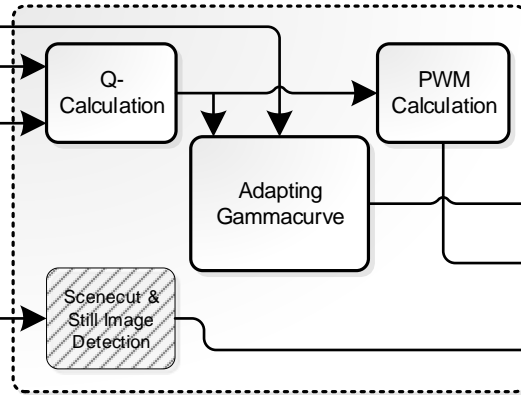 Q-
Calculation
PWM
Calculation
Adapting
Gammacurve
Scenecut &
Still Image
Detection